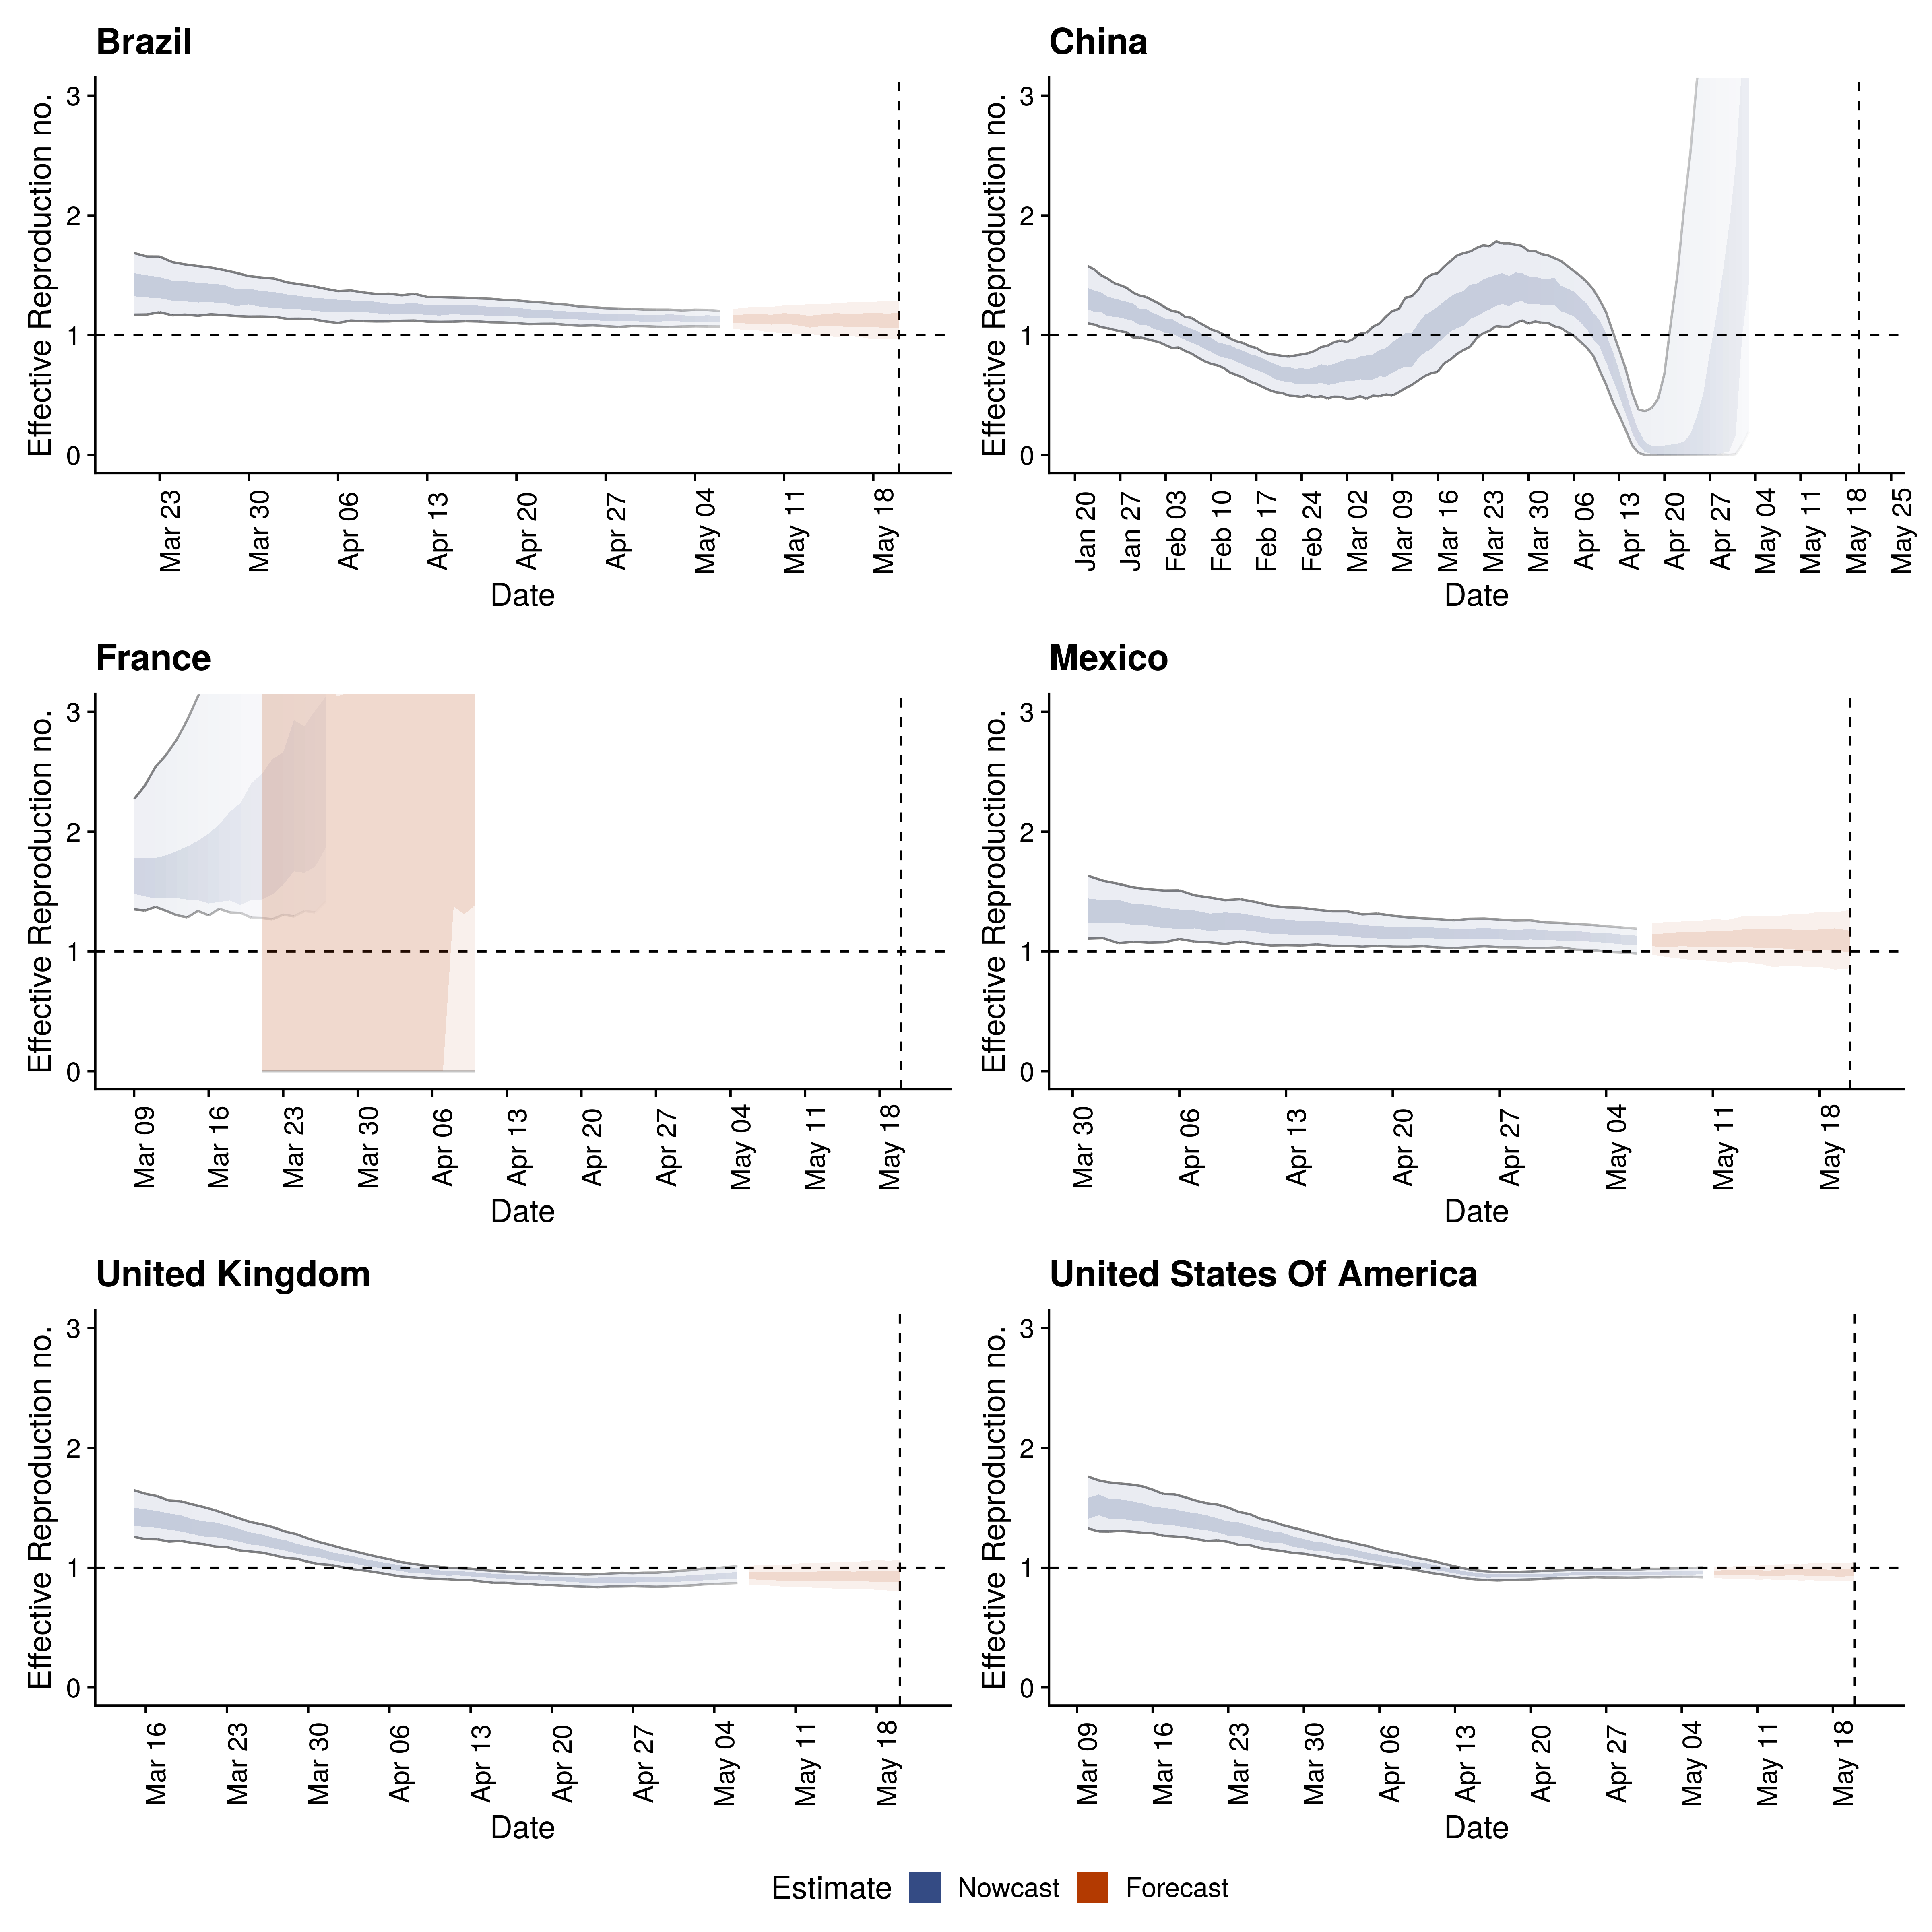 Brazil
Effective Reproduction no.
3
2
1
0
Mar 23
Mar 30
Apr 06
Apr 13
Apr 20
Apr 27
May 04
May 11
May 18
Date
China
Effective Reproduction no.
3
2
1
0
Jan 20
Jan 27
Feb 03
Feb 10
Feb 17
Feb 24
Mar 02
Mar 09
Mar 16
Mar 23
Mar 30
Apr 06
Apr 13
Apr 20
Apr 27
May 04
May 11
May 18
May 25
Date
France
Effective Reproduction no.
3
2
1
0
Mar 09
Mar 16
Mar 23
Mar 30
Apr 06
Apr 13
Apr 20
Apr 27
May 04
May 11
May 18
Date
Mexico
Effective Reproduction no.
3
2
1
0
Mar 30
Apr 06
Apr 13
Apr 20
Apr 27
May 04
May 11
May 18
Date
United Kingdom
Effective Reproduction no.
3
2
1
0
Mar 16
Mar 23
Mar 30
Apr 06
Apr 13
Apr 20
Apr 27
May 04
May 11
May 18
Date
United States Of America
Effective Reproduction no.
3
2
1
0
Mar 09
Mar 16
Mar 23
Mar 30
Apr 06
Apr 13
Apr 20
Apr 27
May 04
May 11
May 18
Date
Estimate Nowcast Forecast